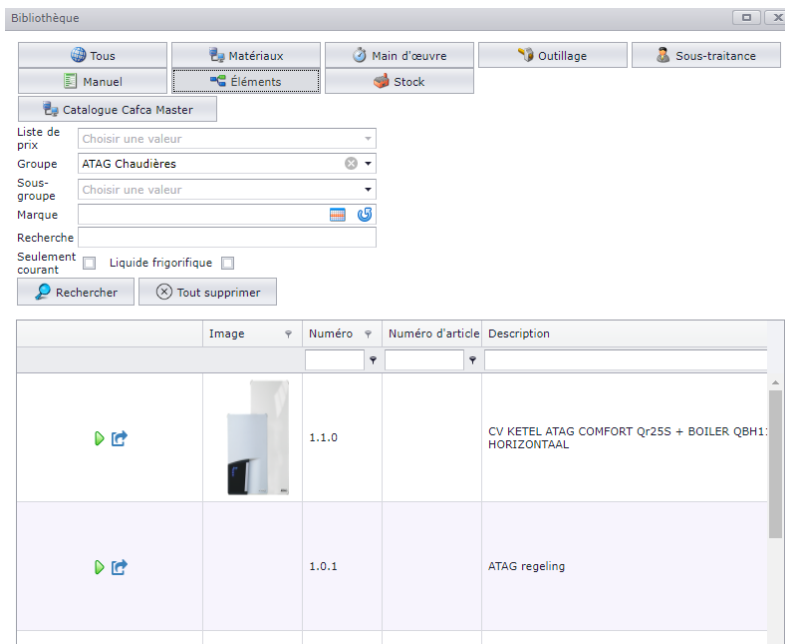 Bibliothèque
Tous Matériaux Main d'œuvre Outillage Sous-traitance
Manuel Éléments Stock
Catalogue Cafca Master
Liste de prix Choisir une valeur
Groupe ATAG Chaudières
Sous-groupe Choisir une valeur
Marque
Recherche
Seulement courant Liquide frigorifique
Rechercher Tout supprimer
Image Numéro Numéro d'article Description
1.1.0 CV KETEL ATAG COMFORT Qr25S + BOILER
HORIZONTAAL
1.0.1 ATAG regeling